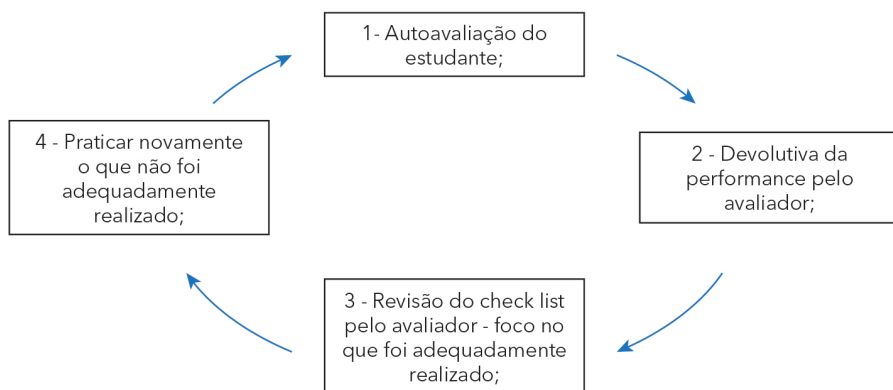 1- Autoavaliação do
estudante;
2 - Devolutiva da
performance pelo
avaliador;
3 - Revisão do check list
pelo avaliador - foco no
que foi adequadamente
realizado;
4 - Praticar novamente
o que não foi
adequadamente
realizado;